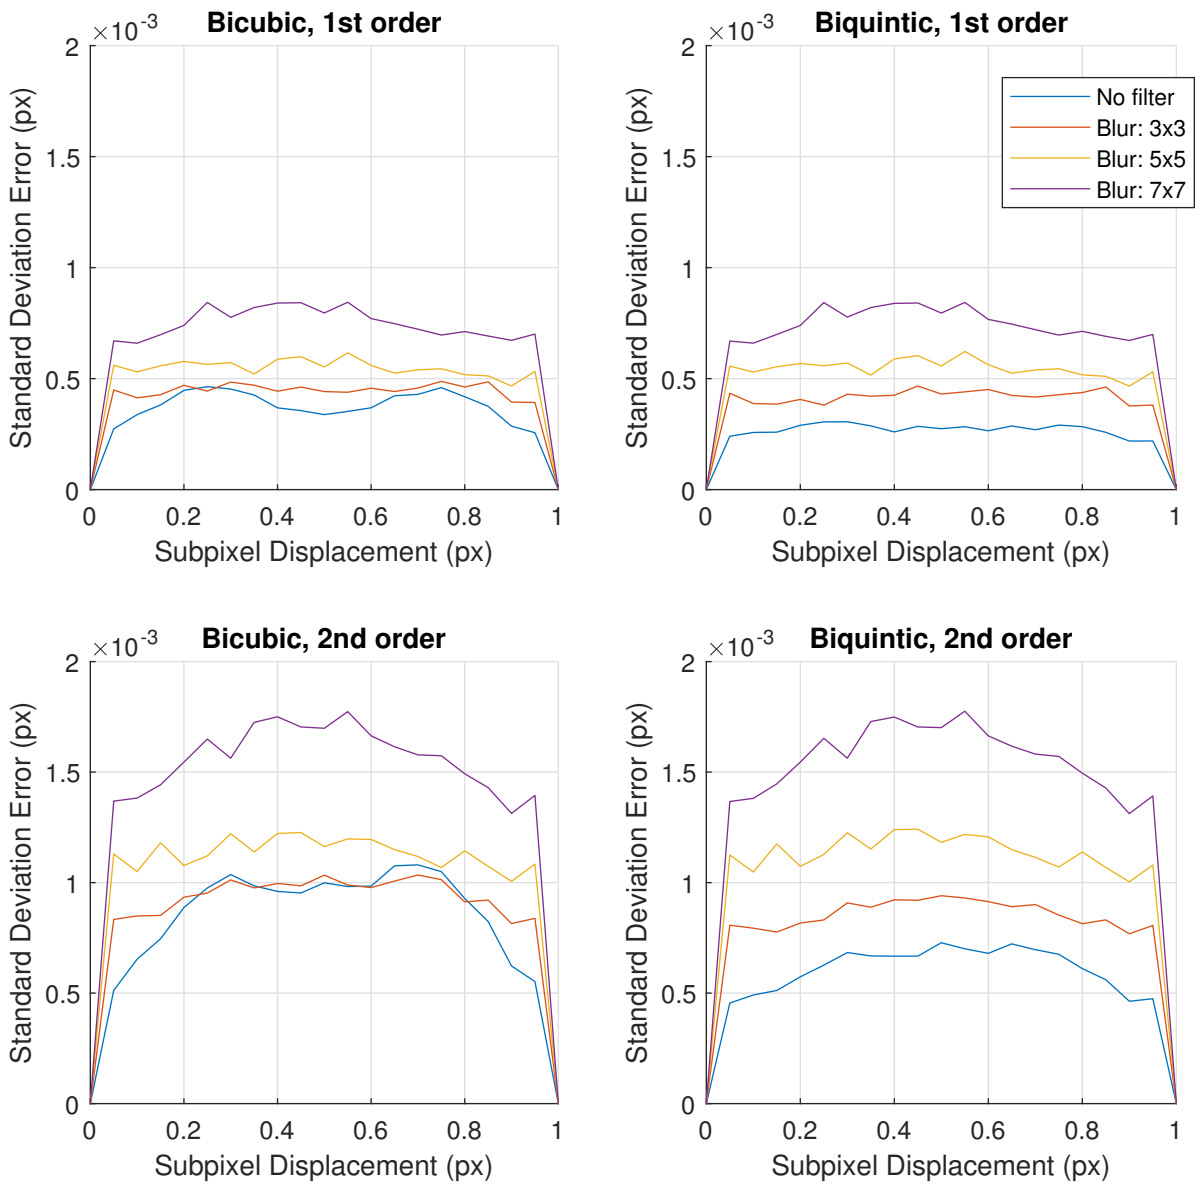 ×10-3
Bicubic, 1st order
2
1.5
1
0.5
0
Standard Deviation Error (px)
0 0.2 0.4 0.6 0.8 1
Subpixel Displacement (px)
×10-3
Biquintic, 1st order
2
1.5
1
0.5
0
Standard Deviation Error (px)
No filter
Blur: 3x3
Blur: 5x5
Blur: 7x7
0 0.2 0.4 0.6 0.8 1
Subpixel Displacement (px)
×10-3
Bicubic, 2nd order
2
1.5
1
0.5
0
Standard Deviation Error (px)
0 0.2 0.4 0.6 0.8 1
Subpixel Displacement (px)
×10-3
Biquintic, 2nd order
2
1.5
1
0.5
0
Standard Deviation Error (px)
0 0.2 0.4 0.6 0.8 1
Subpixel Displacement (px)